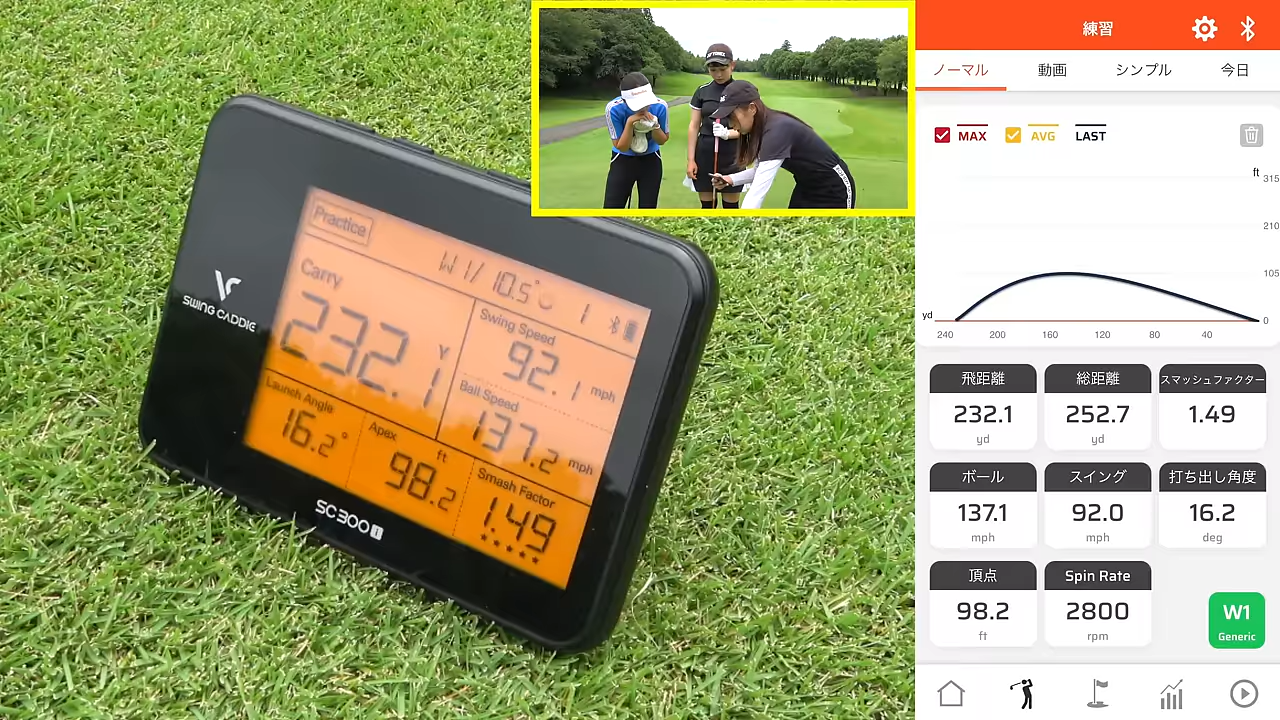 Practice
W1/ 10.5°
1
Carry
232.1 Y
Swing Speed
92.1 mph
Ball Speed
137.2 mph
Launch Angle
16.2°
Apex
98.2 ft
Smash Factor
1.49
SWING CADDIE
SC300i
練習
ノーマル 動画 シンプル 今日
MAX AVG LAST
ft
315
210
105
0
yd
240 200 160 120 80 40
飛距離 総距離 スマッシュファクター
232.1 252.7 1.49
yd yd
ボール スイング 打ち出し角度
137.1 92.0 16.2
mph mph deg
頂点 Spin Rate
98.2 2800
ft rpm
W1
Generic